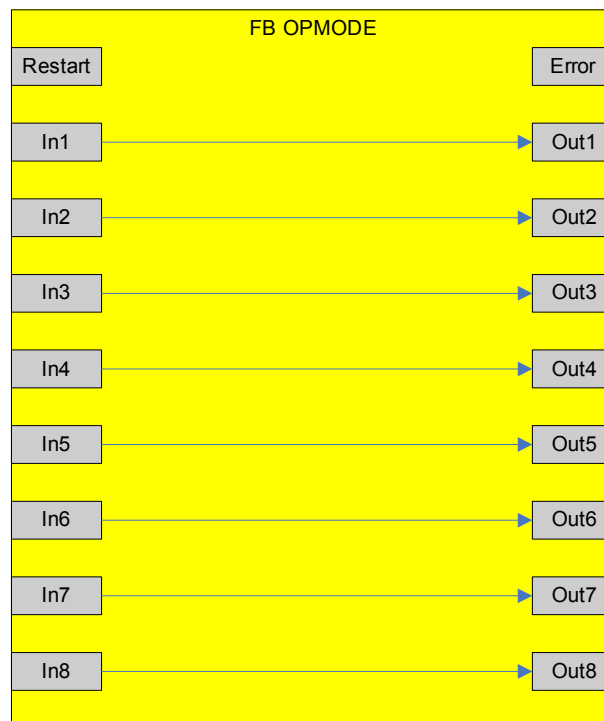 FB OPMODE
Restart Error
In1 Out1
In2 Out2
In3 Out3
In4 Out4
In5 Out5
In6 Out6
In7 Out7
In8 Out8